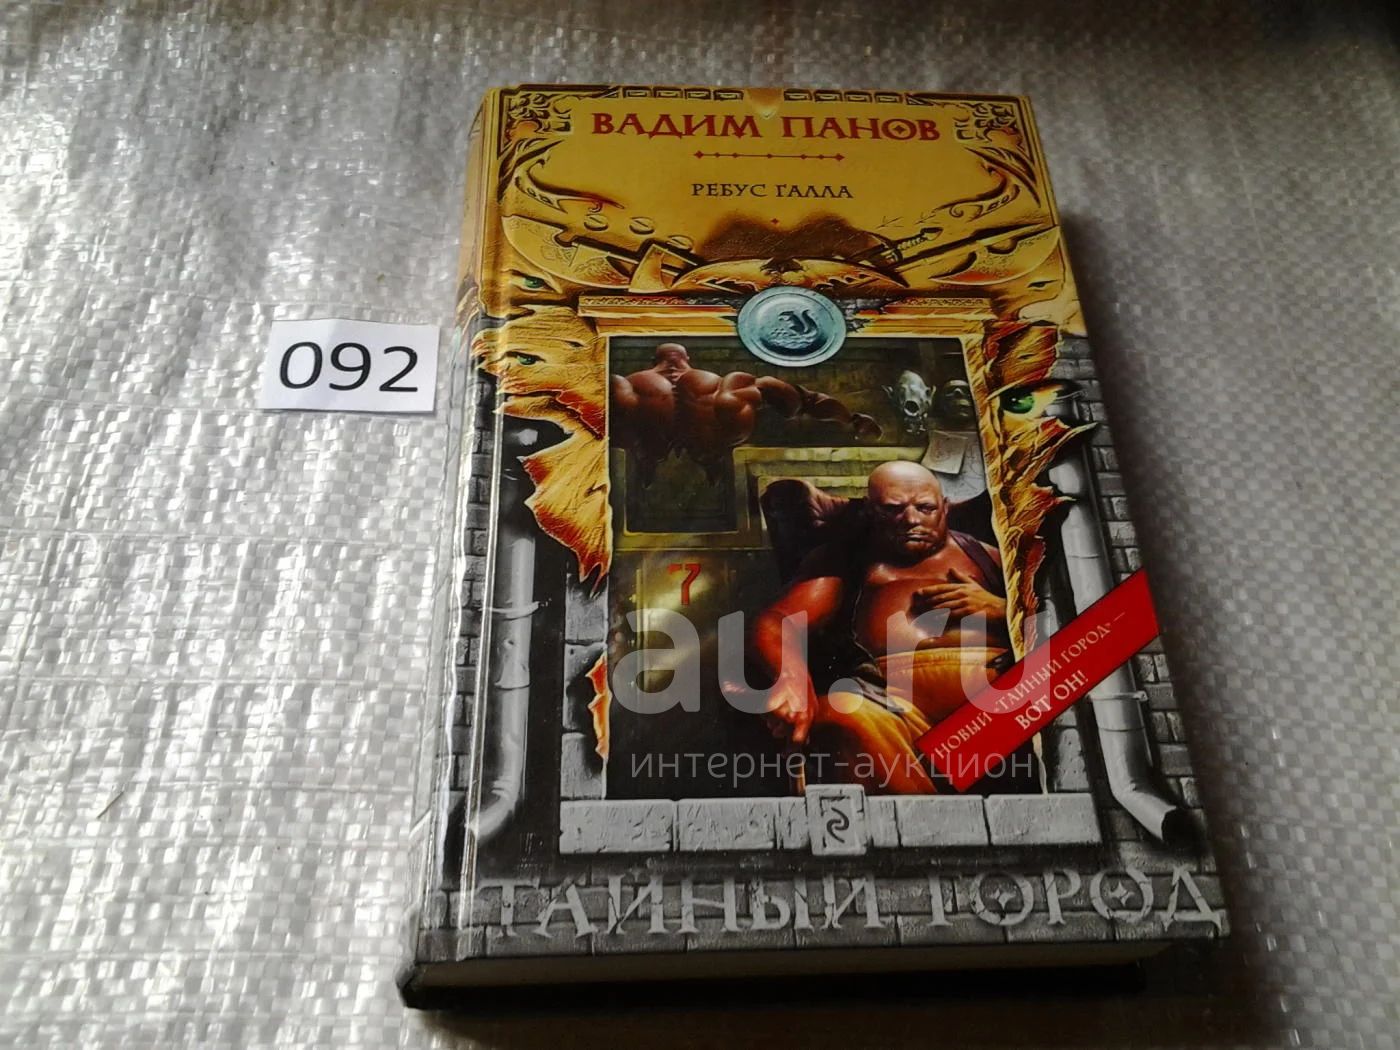 ВАДИМ ПАНОВ
РЕБУС ГАЛЛА
092
7
au.ru
интернет-аукцион
НОВЫЙ «ТАЙНЫЙ ГОРОД» —
ВОТ ОН!
ТАЙНЫЙ ГОРОД